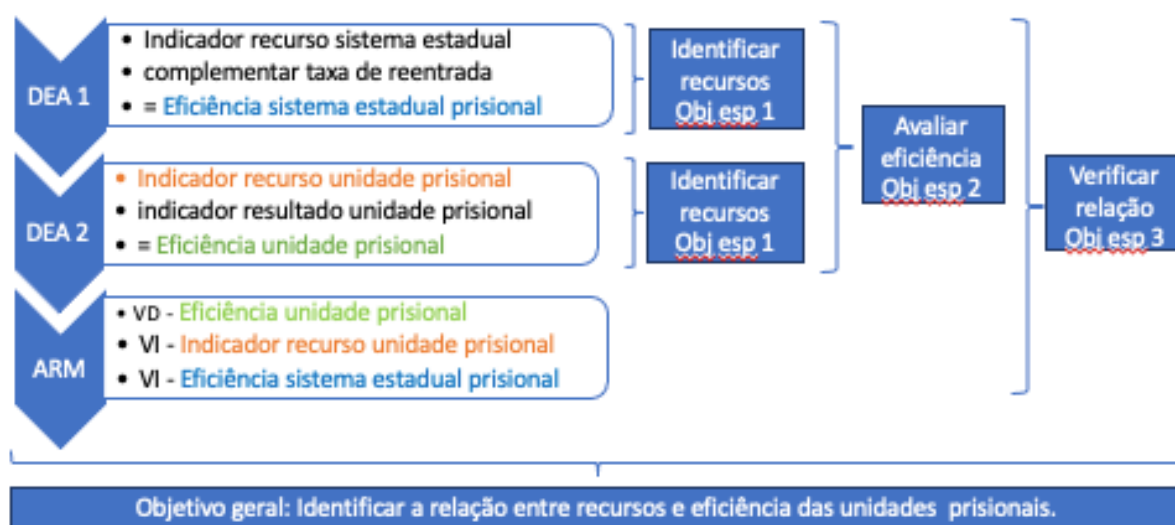 DEA 1
• Indicador recurso sistema estadual
• complementar taxa de reentrada
• = Eficiência sistema estadual prisional
Identificar
recursos
Obj esp 1
DEA 2
• Indicador recurso unidade prisional
• indicador resultado unidade prisional
• = Eficiência unidade prisional
Identificar
recursos
Obj esp 1
Avaliar
eficiência
Obj esp 2
Verificar
relação
Obj esp 3
ARM
• VD - Eficiência unidade prisional
• VI - Indicador recurso unidade prisional
• VI - Eficiência sistema estadual prisional
Objetivo geral: Identificar a relação entre recursos e eficiência das unidades prisionais.